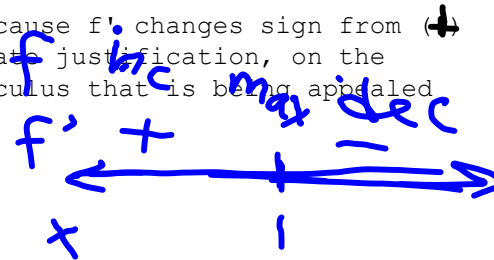 cause f' changes sign from (+)
ate justification, on the
culus that is being appealed
f inc max dec
f' + —
x 1